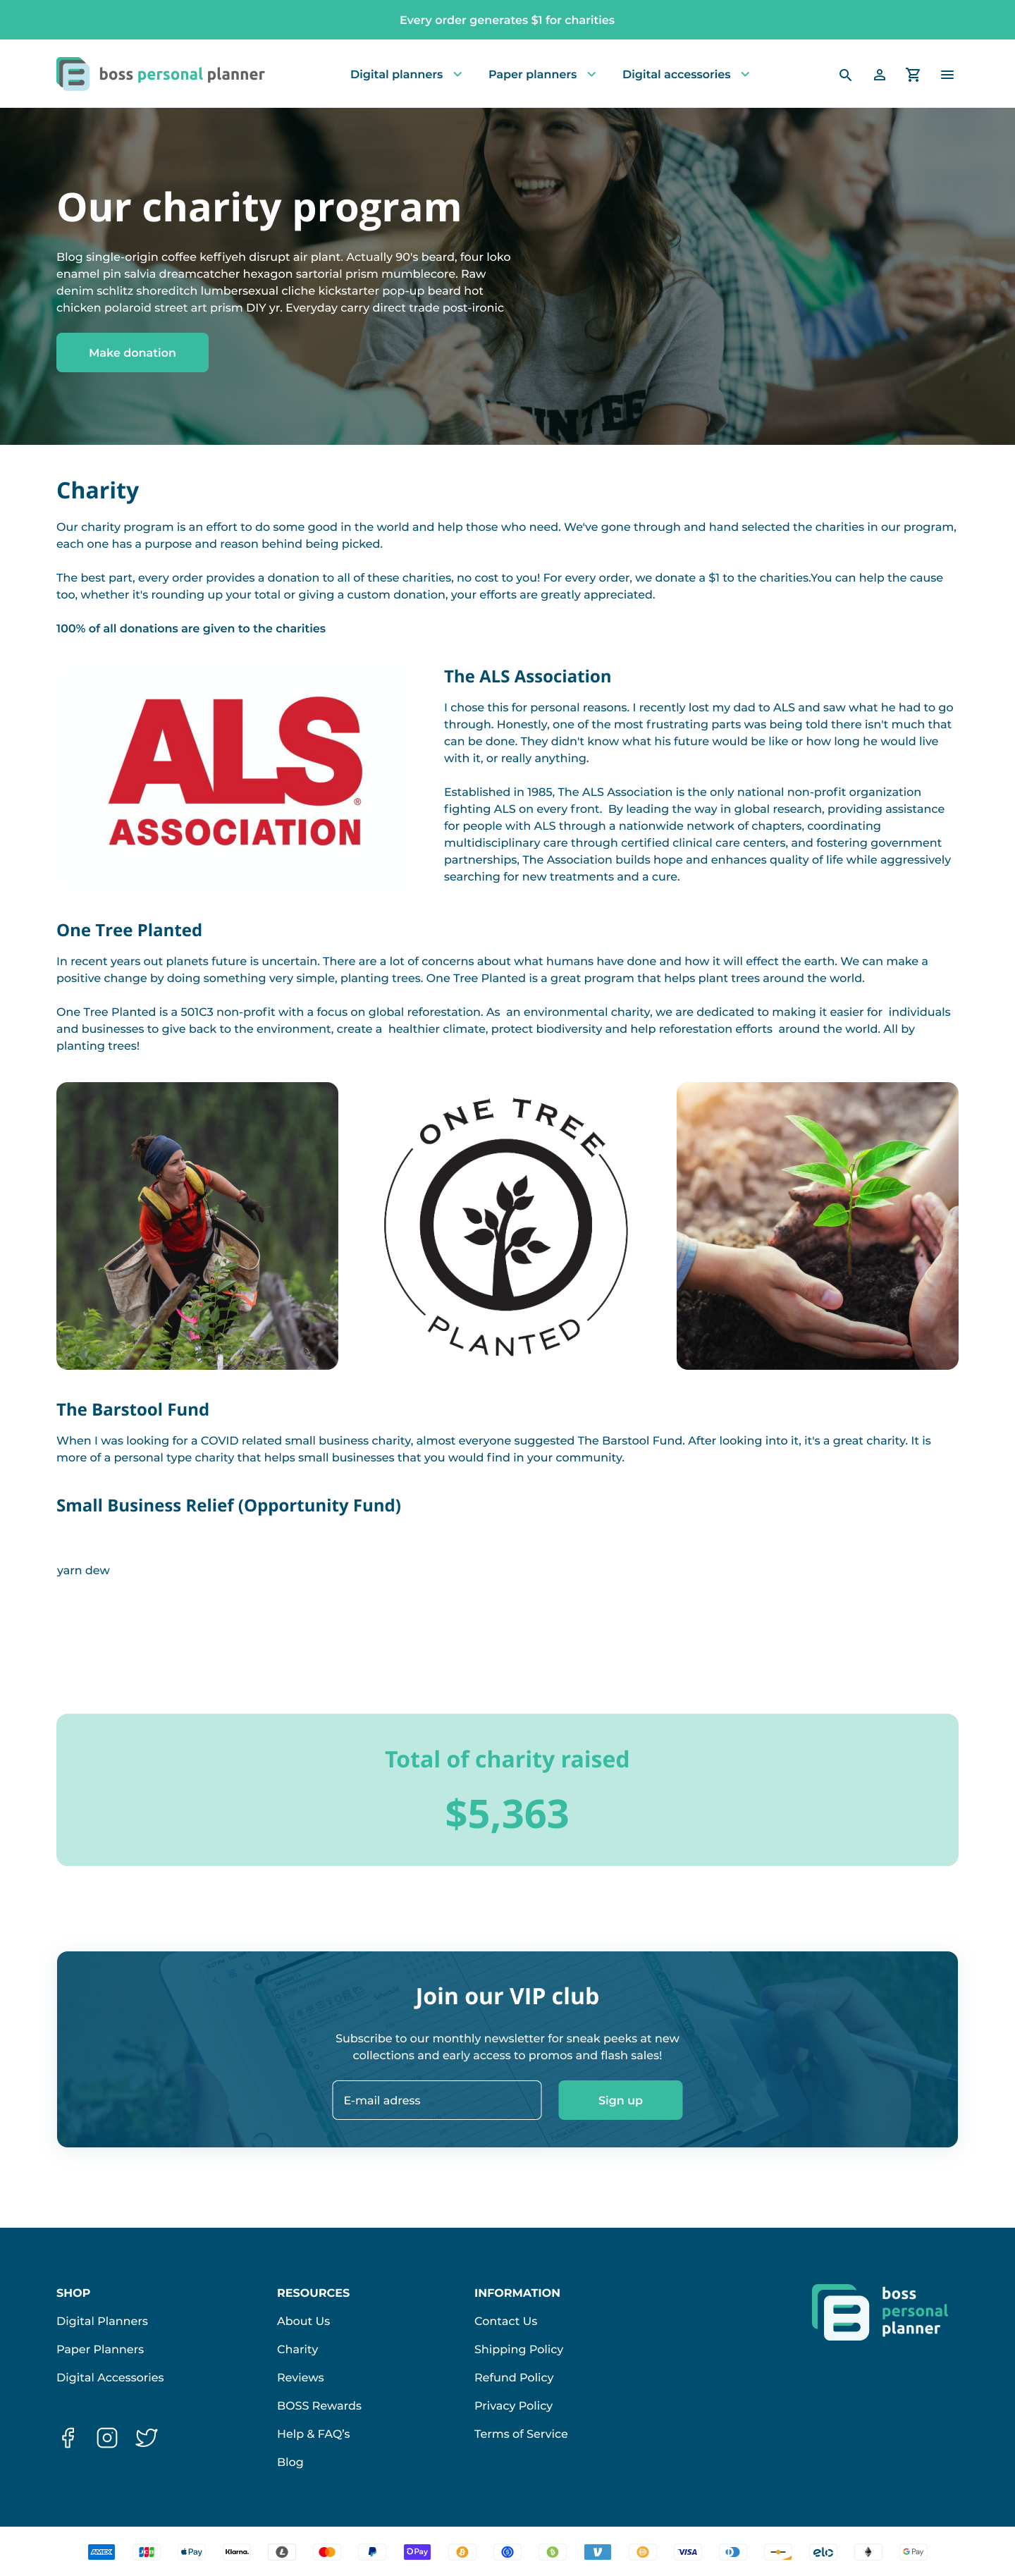 Every order generates $1 for charities
boss personal planner
Digital planners
Paper planners
Digital accessories
Our charity program
Blog single-origin coffee keffiyeh disrupt air plant. Actually 90's beard, four loko
enamel pin salvia dreamcatcher hexagon sartorial prism mumblecore. Raw
denim schlitz shoreditch lumbersexual cliche kickstarter pop-up beard hot
chicken polaroid street art prism DIY yr. Everyday carry direct trade post-ironic
Make donation
Charity
Our charity program is an effort to do some good in the world and help those who need. We've gone through and hand selected the charities in our program,
each one has a purpose and reason behind being picked.
The best part, every order provides a donation to all of these charities, no cost to you! For every order, we donate a $1 to the charities.You can help the cause
too, whether it's rounding up your total or giving a custom donation, your efforts are greatly appreciated.
100% of all donations are given to the charities
ALS
ASSOCIATION
The ALS Association
I chose this for personal reasons. I recently lost my dad to ALS and saw what he had to go
through. Honestly, one of the most frustrating parts was being told there isn't much that
can be done. They didn't know what his future would be like or how long he would live
with it, or really anything.
Established in 1985, The ALS Association is the only national non-profit organization
fighting ALS on every front.  By leading the way in global research, providing assistance
for people with ALS through a nationwide network of chapters, coordinating
multidisciplinary care through certified clinical care centers, and fostering government
partnerships, The Association builds hope and enhances quality of life while aggressively
searching for new treatments and a cure.
One Tree Planted
In recent years out planets future is uncertain. There are a lot of concerns about what humans have done and how it will effect the earth. We can make a
positive change by doing something very simple, planting trees. One Tree Planted is a great program that helps plant trees around the world.
One Tree Planted is a 501C3 non-profit with a focus on global reforestation. As  an environmental charity, we are dedicated to making it easier for  individuals
and businesses to give back to the environment, create a  healthier climate, protect biodiversity and help reforestation efforts  around the world. All by
planting trees!
ONE TREE
PLANTED
The Barstool Fund
When I was looking for a COVID related small business charity, almost everyone suggested The Barstool Fund. After looking into it, it's a great charity. It is
more of a personal type charity that helps small businesses that you would find in your community.
Small Business Relief (Opportunity Fund)
yarn dew
Total of charity raised
$5,363
Join our VIP club
Subscribe to our monthly newsletter for sneak peeks at new
collections and early access to promos and flash sales!
E-mail adress
Sign up
SHOP
Digital Planners
Paper Planners
Digital Accessories
RESOURCES
About Us
Charity
Reviews
BOSS Rewards
Help & FAQ's
Blog
INFORMATION
Contact Us
Shipping Policy
Refund Policy
Privacy Policy
Terms of Service
boss
personal
planner
AMEX
JCB
Pay
Klarna.
Pay
VISA
elo
G Pay